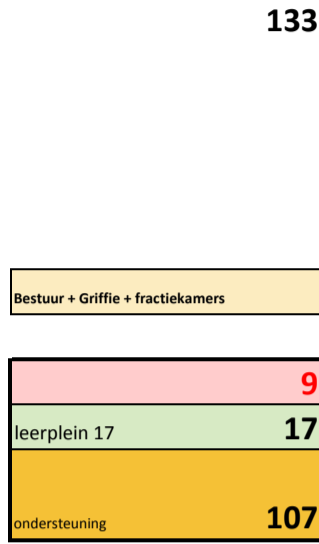 133
Bestuur + Griffie + fractiekamers
9
leerplein 17 17
ondersteuning 107